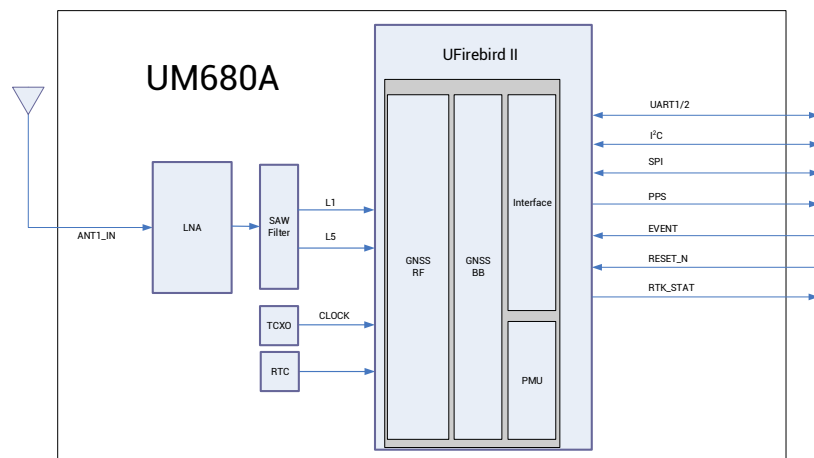 UM680A
UFirebird II
ANT1_IN
LNA
SAW
Filter
L1
L5
TCXO
CLOCK
RTC
GNSS
RF
GNSS
BB
Interface
PMU
UART1/2
I²C
SPI
PPS
EVENT
RESET_N
RTK_STAT